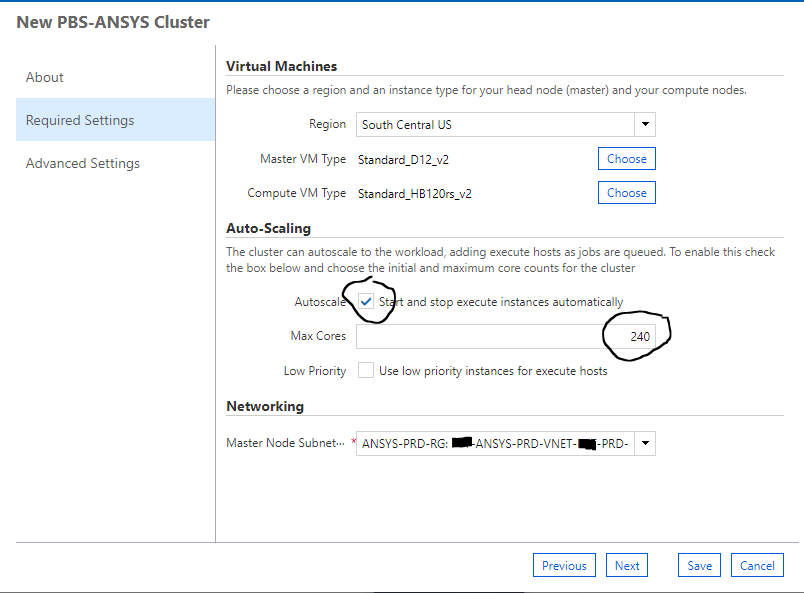 New PBS-ANSYS Cluster
About
Required Settings
Advanced Settings
Virtual Machines
Please choose a region and an instance type for your head node (master) and your compute nodes.
Region South Central US
Master VM Type Standard_D12_v2 Choose
Compute VM Type Standard_HB120rs_v2 Choose
Auto-Scaling
The cluster can autoscale to the workload, adding execute hosts as jobs are queued. To enable this check
the box below and choose the initial and maximum core counts for the cluster
Autoscale Start and stop execute instances automatically
Max Cores 240
Low Priority Use low priority instances for execute hosts
Networking
Master Node Subnet··· * ANSYS-PRD-RG: -ANSYS-PRD-VNET- -PRD-
Previous Next Save Cancel